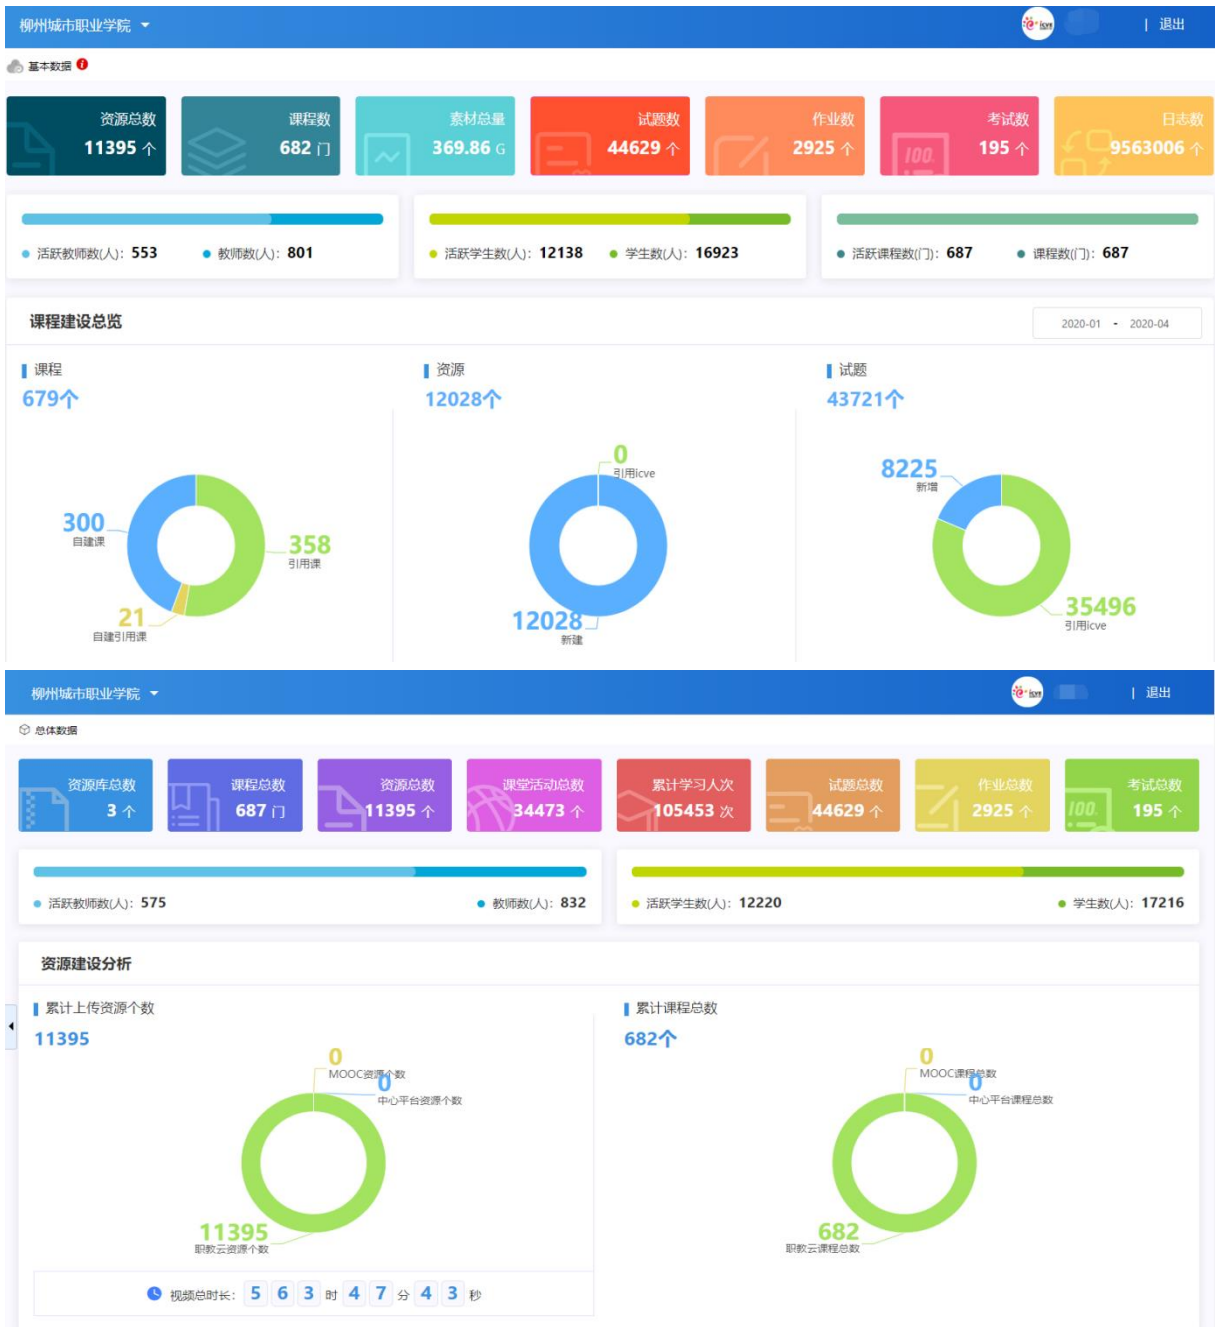 柳州城市职业学院
icve
| 退出
基本数据
资源总数
11395 个
课程数
682 门
素材总量
369.86 G
试题数
44629 个
作业数
2925 个
考试数
195 个
日志数
9563006 个
活跃教师数(人): 553 教师数(人): 801
活跃学生数(人): 12138 学生数(人): 16923
活跃课程数(门): 687 课程数(门): 687
课程建设总览
2020-01 - 2020-04
课程
679个
300
自建课
358
引用课
21
自建引用课
资源
12028个
0
引用icve
12028
新建
试题
43721个
8225
新增
35496
引用icve
柳州城市职业学院
icve
| 退出
总体数据
资源库总数
3 个
课程总数
687 门
资源总数
11395 个
课堂活动总数
34473 个
累计学习人次
105453 次
试题总数
44629 个
作业总数
2925 个
考试总数
195 个
活跃教师数(人): 575 教师数(人): 832
活跃学生数(人): 12220 学生数(人): 17216
资源建设分析
累计上传资源个数
11395
0
MOOC资源个数
0
中心平台资源个数
11395
职教云资源个数
视频总时长: 5 6 3 时 4 7 分 4 3 秒
累计课程总数
682个
0
MOOC课程总数
0
中心平台课程总数
682
职教云课程总数